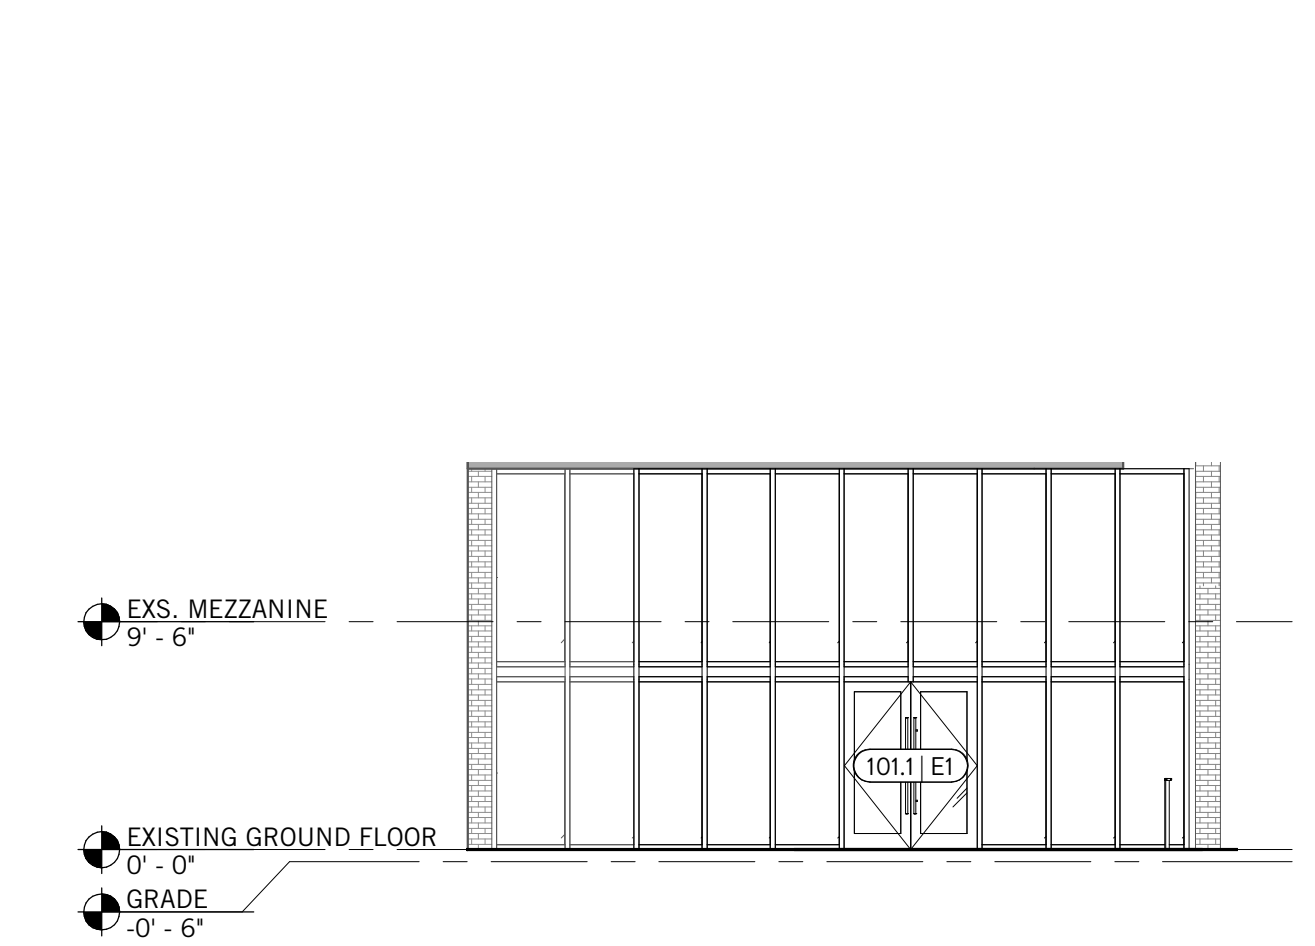 EXS. MEZZANINE
9' - 6"
101.1 E1
EXISTING GROUND FLOOR
0' - 0"
GRADE
-0' - 6"